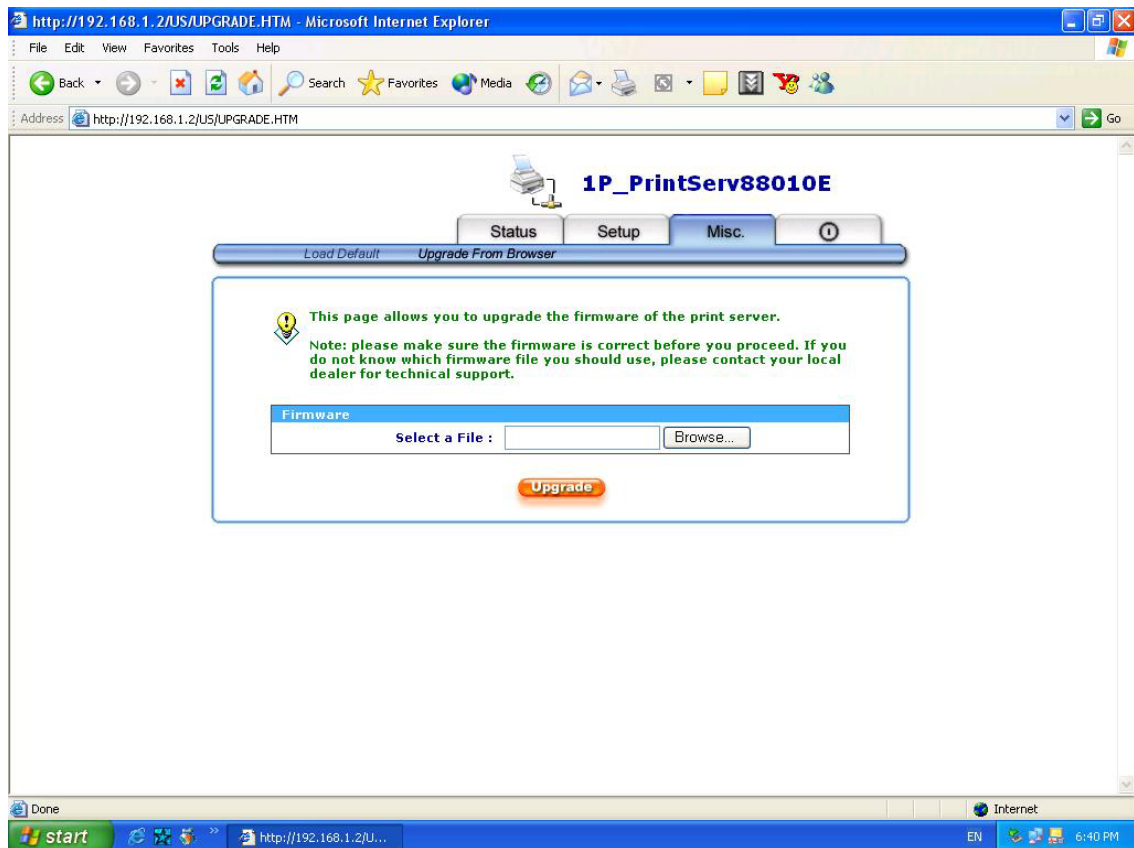 http://192.168.1.2/US/UPGRADE.HTM - Microsoft Internet Explorer
File Edit View Favorites Tools Help
Back Search Favorites Media
Address http://192.168.1.2/US/UPGRADE.HTM Go
1P_PrintServ88010E
Status Setup Misc.
Load Default Upgrade From Browser
This page allows you to upgrade the firmware of the print server.
Note: please make sure the firmware is correct before you proceed. If you
do not know which firmware file you should use, please contact your local
dealer for technical support.
Firmware
Select a File : Browse...
Upgrade
Done Internet
start http://192.168.1.2/U... EN 6:40 PM